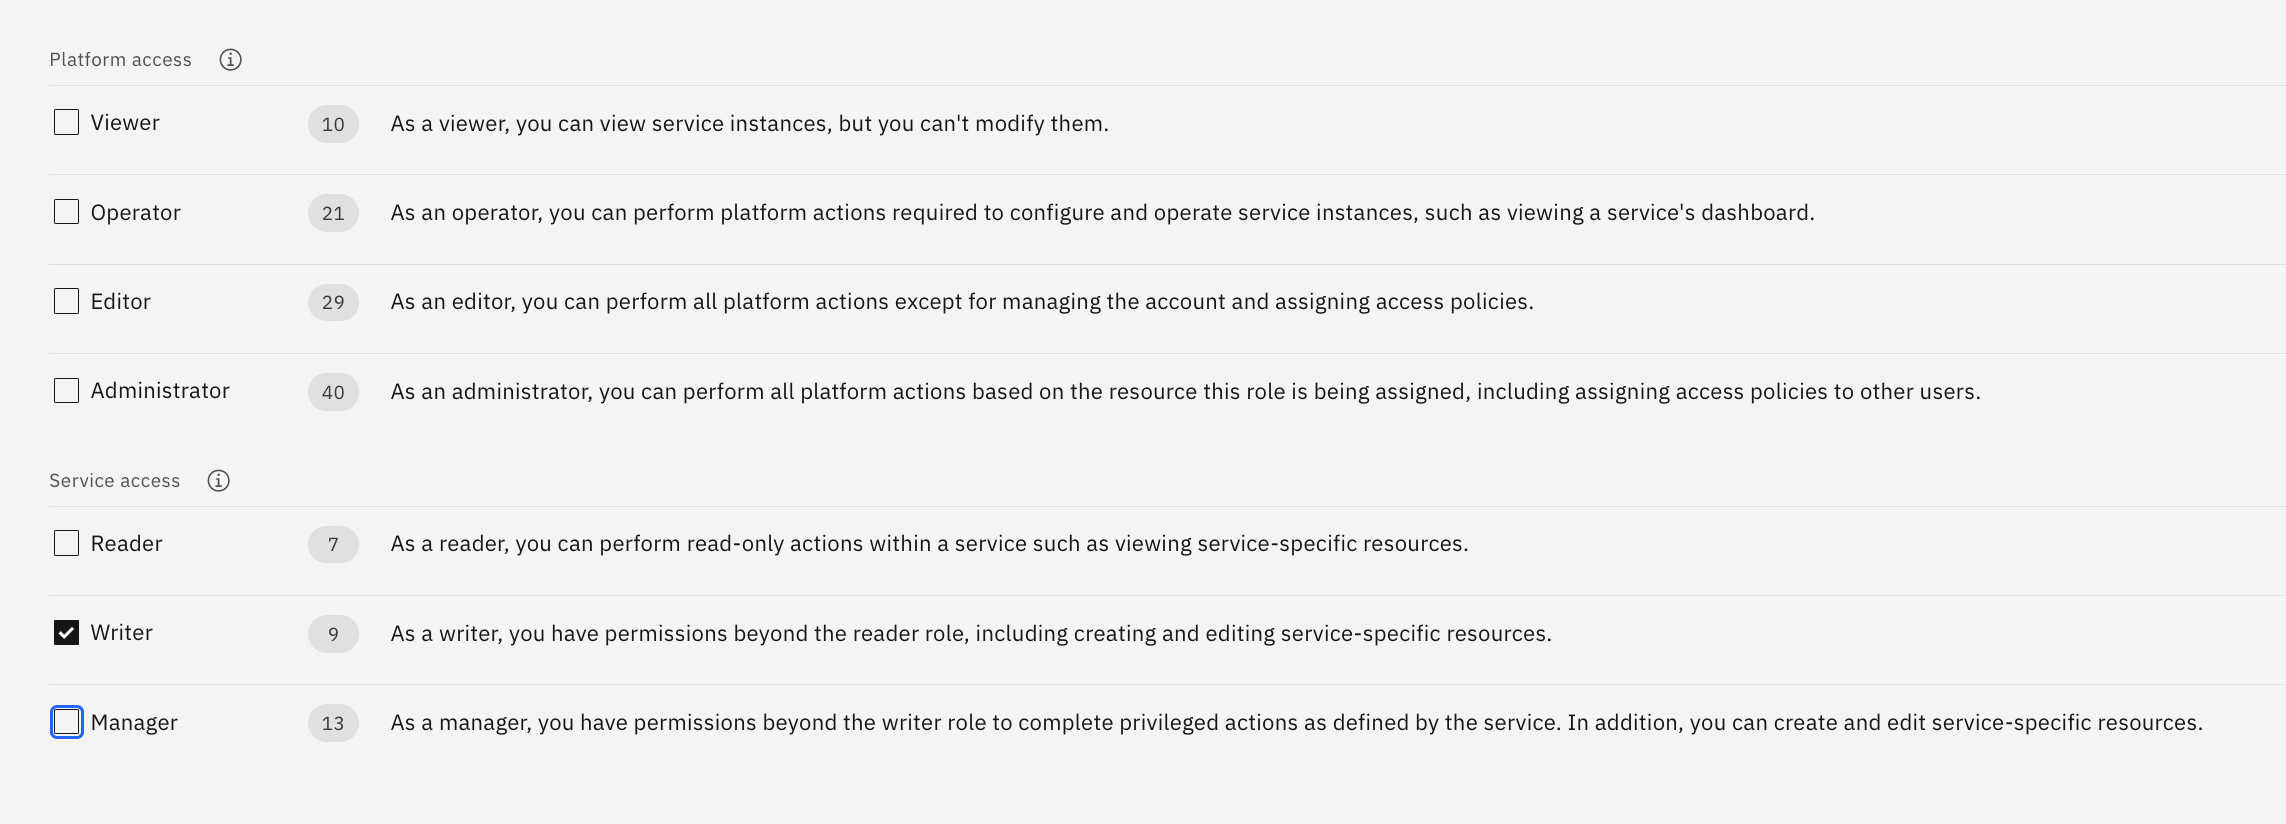 Platform access
Viewer 10 As a viewer, you can view service instances, but you can't modify them.
Operator 21 As an operator, you can perform platform actions required to configure and operate service instances, such as viewing a service's dashboard.
Editor 29 As an editor, you can perform all platform actions except for managing the account and assigning access policies.
Administrator 40 As an administrator, you can perform all platform actions based on the resource this role is being assigned, including assigning access policies to other users.
Service access
Reader 7 As a reader, you can perform read-only actions within a service such as viewing service-specific resources.
Writer 9 As a writer, you have permissions beyond the reader role, including creating and editing service-specific resources.
Manager 13 As a manager, you have permissions beyond the writer role to complete privileged actions as defined by the service. In addition, you can create and edit service-specific resources.